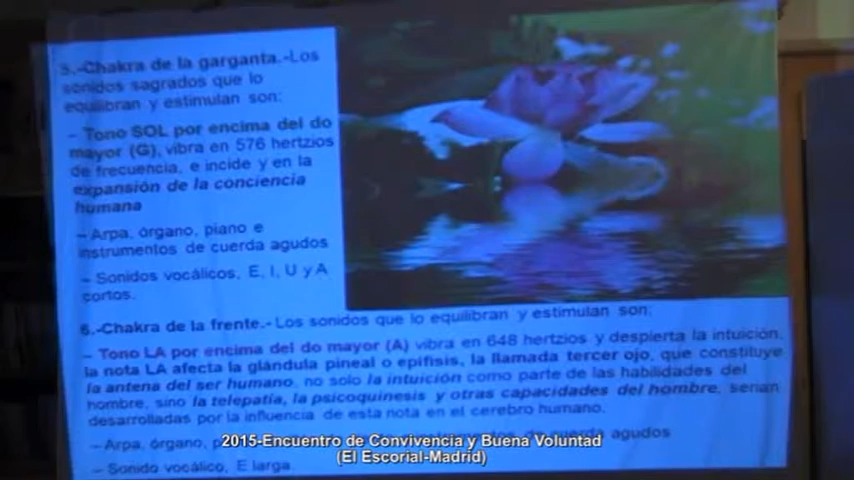 5.-Chakra de la garganta.-Los
sonidos sagrados que lo
equilibran y estimulan son:
– Tono SOL por encima del do
mayor (G), vibra en 576 hertzios
de frecuencia, e incide y en la
expansión de la conciencia
humana
– Arpa, órgano, piano e
instrumentos de cuerda agudos
– Sonidos vocálicos, E, I, U y A
cortos.
6.-Chakra de la frente.- Los sonidos que lo equilibran y estimulan son:
– Tono LA por encima del do mayor (A) vibra en 648 hertzios y despierta la intuición,
la nota LA afecta la glándula pineal o epífisis, la llamada tercer ojo, que constituye
la antena del ser humano, no solo la intuición como parte de las habilidades del
hombre, sino la telepatía, la psicoquinesis y otras capacidades del hombre, serían
desarrolladas por la influencia de esta nota en el cerebro humano.
– Arpa, órgano, de cuerda agudos
– Sonido vocálico, E larga
2015-Encuentro de Convivencia y Buena Voluntad
(El Escorial-Madrid)